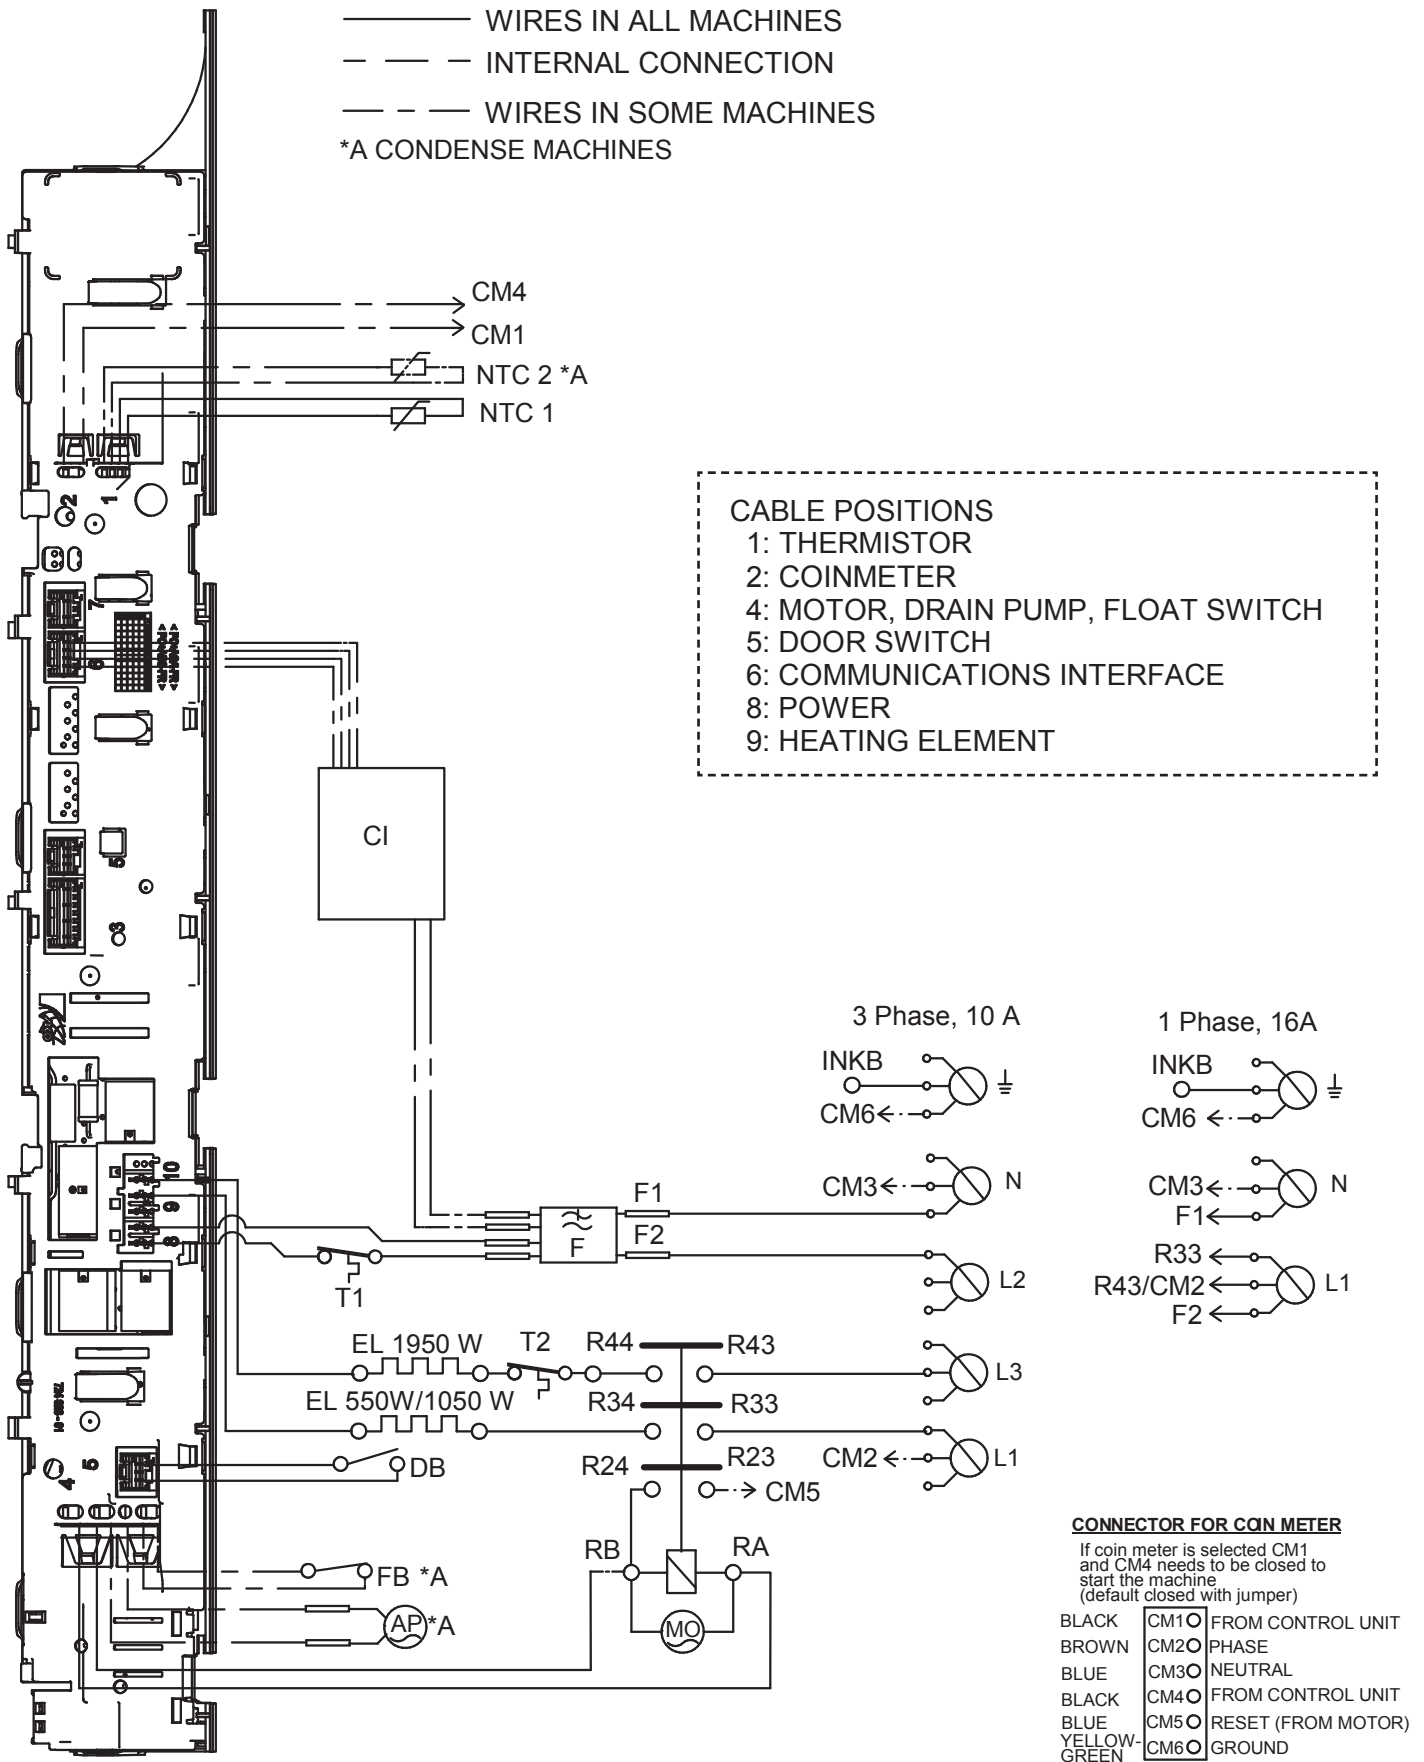 WIRES IN ALL MACHINES
INTERNAL CONNECTION
WIRES IN SOME MACHINES
*A CONDENSE MACHINES
CM4
CM1
NTC 2 *A
NTC 1
2
1
CABLE POSITIONS
1: THERMISTOR
2: COINMETER
4: MOTOR, DRAIN PUMP, FLOAT SWITCH
5: DOOR SWITCH
6: COMMUNICATIONS INTERFACE
8: POWER
9: HEATING ELEMENT
7
6
CI
5
3
3 Phase, 10 A
INKB
CM6
CM3
N
F1
F2
F
L2
T1
1 Phase, 16A
INKB
CM6
CM3
F1
N
R33
R43/CM2
F2
L1
10
9
8
EL 1950 W
T2
R44
R43
L3
EL 550W/1050 W
R34
R33
CM2
L1
DB
R24
R23
CM5
5
4
RB
RA
FB *A
AP
*A
MO
CONNECTOR FOR COIN METER
If coin meter is selected CM1
and CM4 needs to be closed to
start the machine
(default closed with jumper)
BLACK CM1 FROM CONTROL UNIT
BROWN CM2 PHASE
BLUE CM3 NEUTRAL
BLACK CM4 FROM CONTROL UNIT
BLUE CM5 RESET (FROM MOTOR)
YELLOW-
GREEN CM6 GROUND